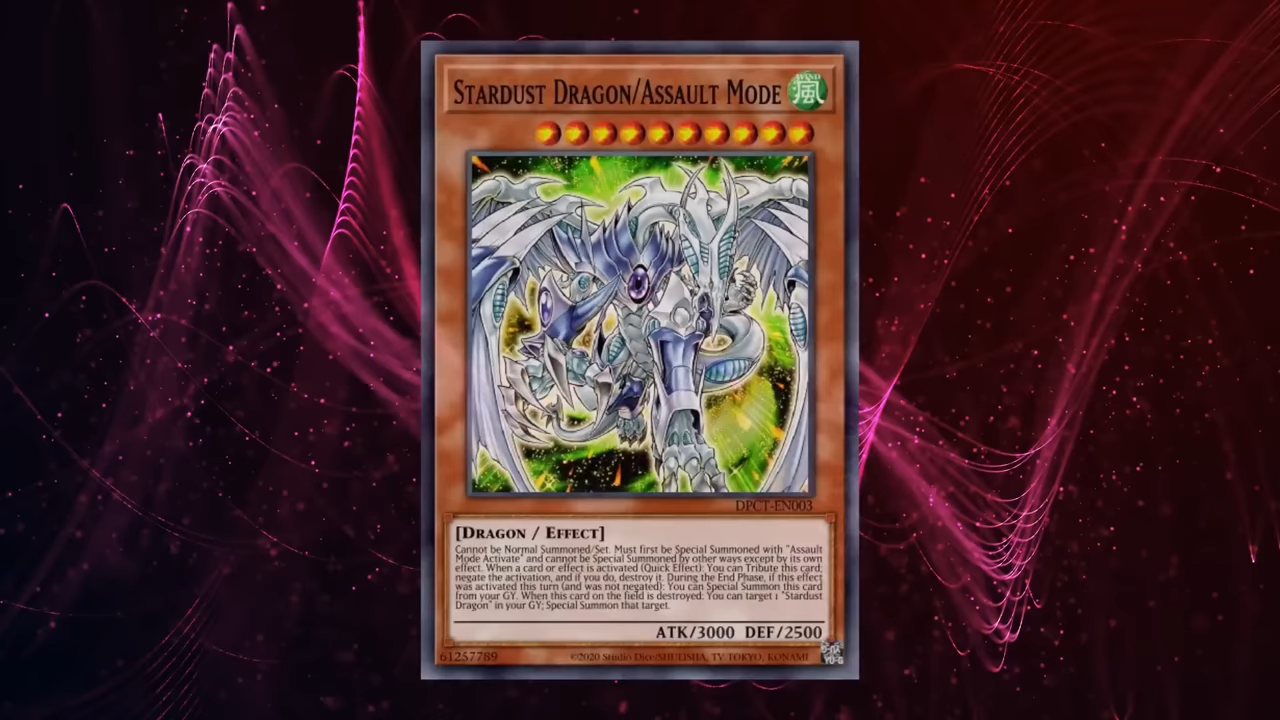 STARDUST DRAGON/ASSAULT MODE
WIND
風
DPCT-EN003
[DRAGON / EFFECT]
Cannot be Normal Summoned/Set. Must first be Special Summoned with "Assault
Mode Activate" and cannot be Special Summoned by other ways except by its own
effect. When a card or effect is activated (Quick Effect): You can Tribute this card;
negate the activation, and if you do, destroy it. During the End Phase, if this effect
was activated this turn (and was not negated): You can Special Summon this card
from your GY. When this card on the field is destroyed: You can target 1 "Stardust
Dragon" in your GY; Special Summon that target.
ATK/3000 DEF/2500
61257789 ©2020 Studio Dice/SHUEISHA, TV TOKYO, KONAMI